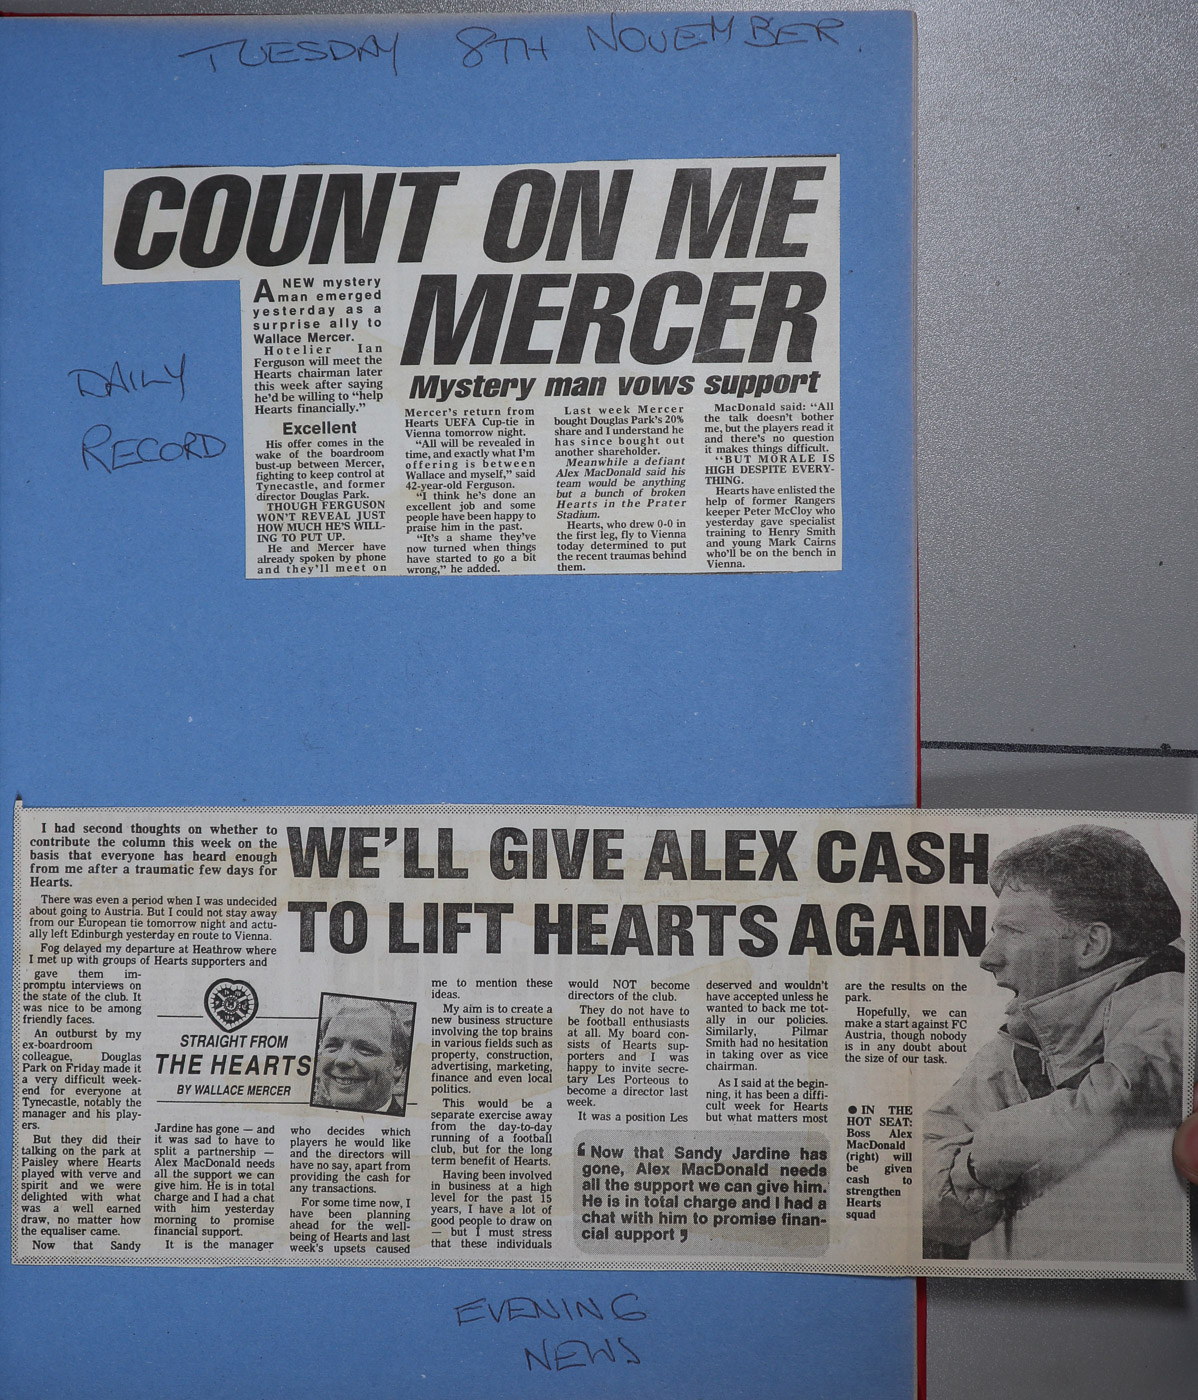 TUESDAY 8TH NOVEMBER.
COUNT ON ME
MERCER
Mystery man vows support
DAILY
RECORD
A NEW mystery
man emerged
yesterday as a
surprise ally to
Wallace Mercer.
Hotelier Ian
Ferguson will meet the
Hearts chairman later
this week after saying
he'd be willing to "help
Hearts financially."
Excellent
His offer comes in the
wake of the boardroom
bust-up between Mercer,
fighting to keep control at
Tynecastle, and former
director Douglas Park.
THOUGH FERGUSON
WON'T REVEAL JUST
HOW MUCH HE'S WILL-
ING TO PUT UP.
He and Mercer have
already spoken by phone
and they'll meet on
Mercer's return from
Hearts UEFA Cup-tie in
Vienna tomorrow night.
"All will be revealed in
time, and exactly what I'm
offering is between
Wallace and myself," said
42-year-old Ferguson.
"I think he's done an
excellent job and some
people have been happy to
praise him in the past.
"It's a shame they've
now turned when things
have started to go a bit
wrong," he added.
Last week Mercer
bought Douglas Park's 20%
share and I understand he
has since bought out
another shareholder.
Meanwhile a defiant
Alex MacDonald said his
team would be anything
but a bunch of broken
Hearts in the Prater
Stadium.
Hearts, who drew 0-0 in
the first leg, fly to Vienna
today determined to put
the recent traumas behind
them.
MacDonald said: "All
the talk doesn't bother
me, but the players read it
and there's no question
it makes things difficult.
"BUT MORALE IS
HIGH DESPITE EVERY-
THING.
Hearts have enlisted the
help of former Rangers
keeper Peter McCloy who
yesterday gave specialist
training to Henry Smith
and young Mark Cairns
who'll be on the bench in
Vienna.
WE'LL GIVE ALEX CASH
TO LIFT HEARTS AGAIN
I had second thoughts on whether to
contribute the column this week on the
basis that everyone has heard enough
from me after a traumatic few days for
Hearts.
There was even a period when I was undecided
about going to Austria. But I could not stay away
from our European tie tomorrow night and actu-
ally left Edinburgh yesterday en route to Vienna.
Fog delayed my departure at Heathrow where
I met up with groups of Hearts supporters and
gave them im-
promptu interviews on
the state of the club. It
was nice to be among
friendly faces.
An outburst by my
ex-boardroom
colleague, Douglas
Park on Friday made it
a very difficult week-
end for everyone at
Tynecastle, notably the
manager and his play-
ers.
But they did their
talking on the park at
Paisley where Hearts
played with verve and
spirit and we were
delighted with what
was a well earned
draw, no matter how
the equaliser came.
Now that Sandy
STRAIGHT FROM
THE HEARTS
BY WALLACE MERCER
Jardine has gone — and
it was sad to have to
split a partnership —
Alex MacDonald needs
all the support we can
give him. He is in total
charge and I had a chat
with him yesterday
morning to promise
financial support.
It is the manager
who decides which
players he would like
and the directors will
have no say, apart from
providing the cash for
any transactions.
For some time now, I
have been planning
ahead for the well-
being of Hearts and last
week's upsets caused
me to mention these
ideas.
My aim is to create a
new business structure
involving the top brains
in various fields such as
property, construction,
advertising, marketing,
finance and even local
politics.
This would be a
separate exercise away
from the day-to-day
running of a football
club, but for the long
term benefit of Hearts.
Having been involved
in business at a high
level for the past 15
years, I have a lot of
good people to draw on
— but I must stress
that these individuals
would NOT become
directors of the club.
They do not have to
be football enthusiasts
at all. My board con-
sists of Hearts sup-
porters and I was
happy to invite secre-
tary Les Porteous to
become a director last
week.
It was a position Les
deserved and wouldn't
have accepted unless he
wanted to back me tot-
ally in our policies.
Similarly, Pilmar
Smith had no hesitation
in taking over as vice
chairman.
As I said at the begin-
ning, it has been a diffi-
cult week for Hearts
but what matters most
are the results on the
park.
Hopefully, we can
make a start against FC
Austria, though nobody
is in any doubt about
the size of our task.
‘Now that Sandy Jardine has
gone, Alex MacDonald needs
all the support we can give him.
He is in total charge and I had a
chat with him to promise finan-
cial support’
● IN THE
HOT SEAT:
Boss Alex
MacDonald
(right) will
be given
cash to
strengthen
Hearts
squad
EVENING
NEWS